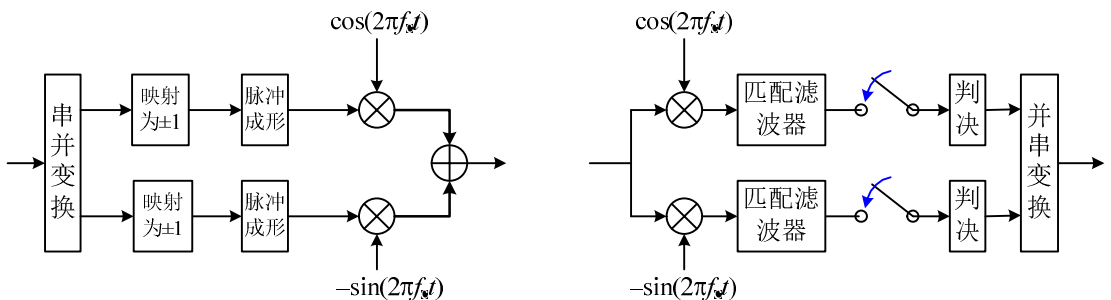 cos(2πfct)
cos(2πfct)
串并变换
映射
为±1
脉冲
成形
匹配滤
波器
判决
并串变换
映射
为±1
脉冲
成形
匹配滤
波器
判决
–sin(2πfct)
–sin(2πfct)